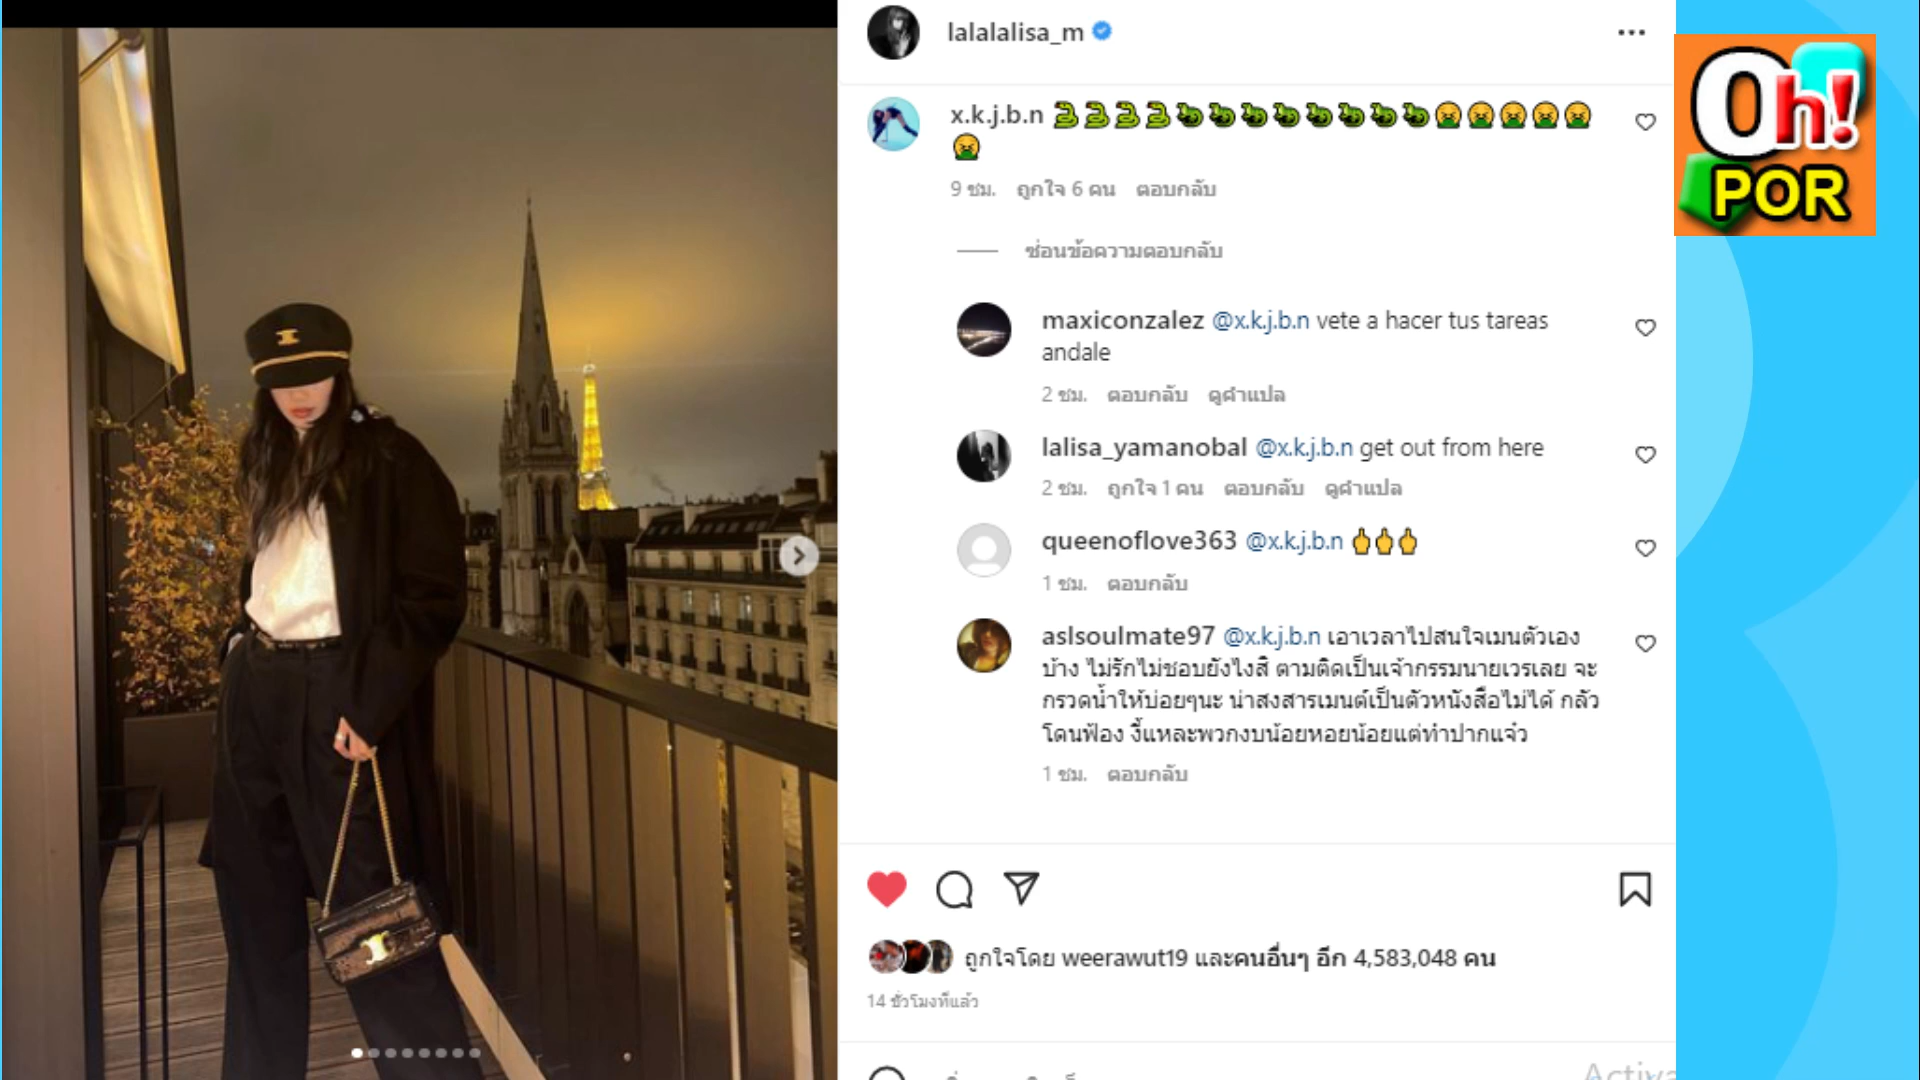 lalalalisa_m
Oh!
POR
x.k.j.b.n 🐍🐍🐍🐍🐉🐉🐉🐉🐉🐉🐉🐉🤮🤮🤮🤮🤮
🤮
9 ชม. ถูกใจ 6 คน ตอบกลับ
ซ่อนข้อความตอบกลับ
maxiconzalez @x.k.j.b.n vete a hacer tus tareas
andale
2 ชม. ตอบกลับ ดูคำแปล
lalisa_yamanobal @x.k.j.b.n get out from here
2 ชม. ถูกใจ 1 คน ตอบกลับ ดูคำแปล
queenoflove363 @x.k.j.b.n 🖕🖕🖕
1 ชม. ตอบกลับ
aslsoulmate97 @x.k.j.b.n เอาเวลาไปสนใจเมนตัวเอง
บ้าง ไม่รักไม่ชอบยังไงสิ ตามติดเป็นเจ้ากรรมนายเวรเลย จะ
กรวดน้ำให้บ่อยๆนะ น่าสงสารเมนต์เป็นตัวหนังสือไม่ได้ กลัว
โดนฟ้อง งี้แหละพวกงบน้อยหอยน้อยแต่ทำปากแจ๋ว
1 ชม. ตอบกลับ
ถูกใจโดย weerawut19 และคนอื่นๆ อีก 4,583,048 คน
14 ชั่วโมงที่แล้ว